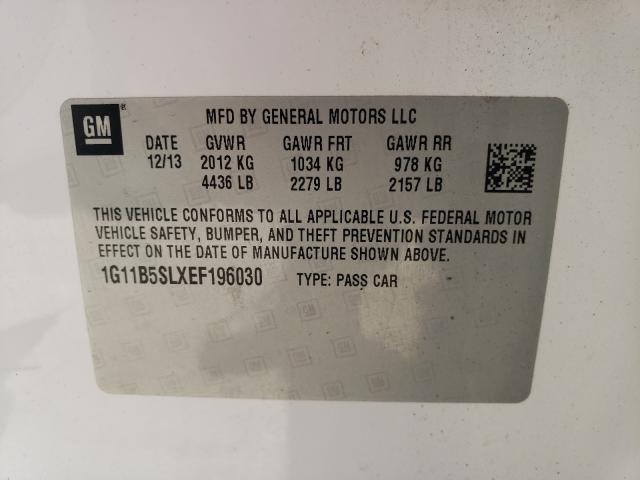 GM
MFD BY GENERAL MOTORS LLC
DATE GVWR GAWR FRT GAWR RR
12/13 2012 KG 1034 KG 978 KG
4436 LB 2279 LB 2157 LB
THIS VEHICLE CONFORMS TO ALL APPLICABLE U.S. FEDERAL MOTOR
VEHICLE SAFETY, BUMPER, AND THEFT PREVENTION STANDARDS IN
EFFECT ON THE DATE OF MANUFACTURE SHOWN ABOVE.
1G11B5SLXEF196030 TYPE: PASS CAR